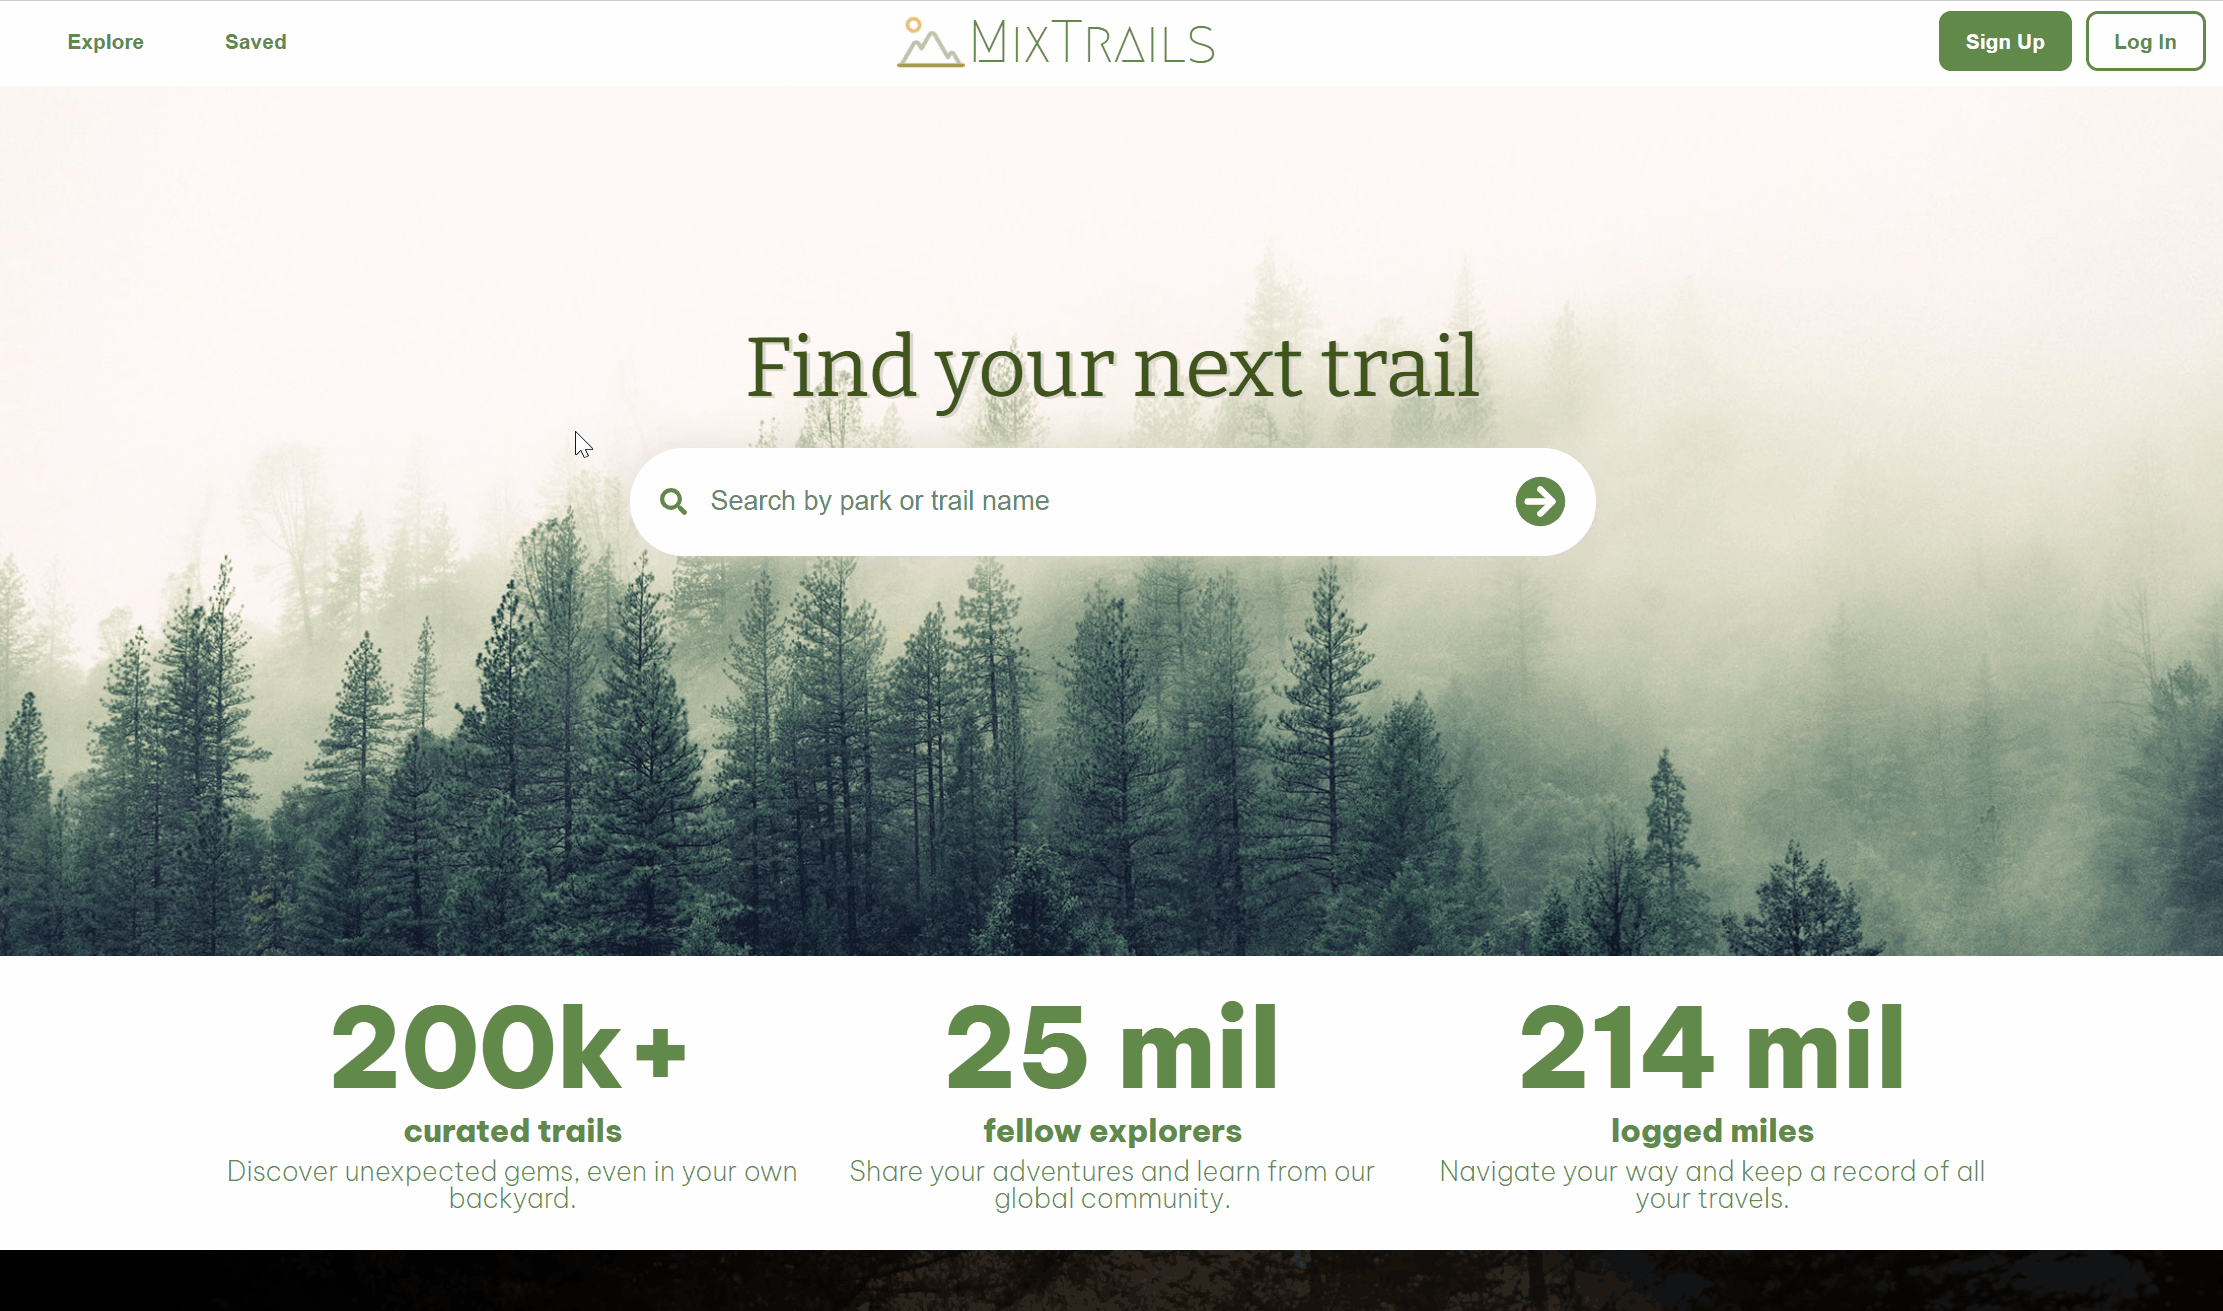 Explore
Saved
MixTrails
Sign Up
Log In
Find your next trail
Search by park or trail name
200k+
curated trails
Discover unexpected gems, even in your own
backyard.
25 mil
fellow explorers
Share your adventures and learn from our
global community.
214 mil
logged miles
Navigate your way and keep a record of all
your travels.